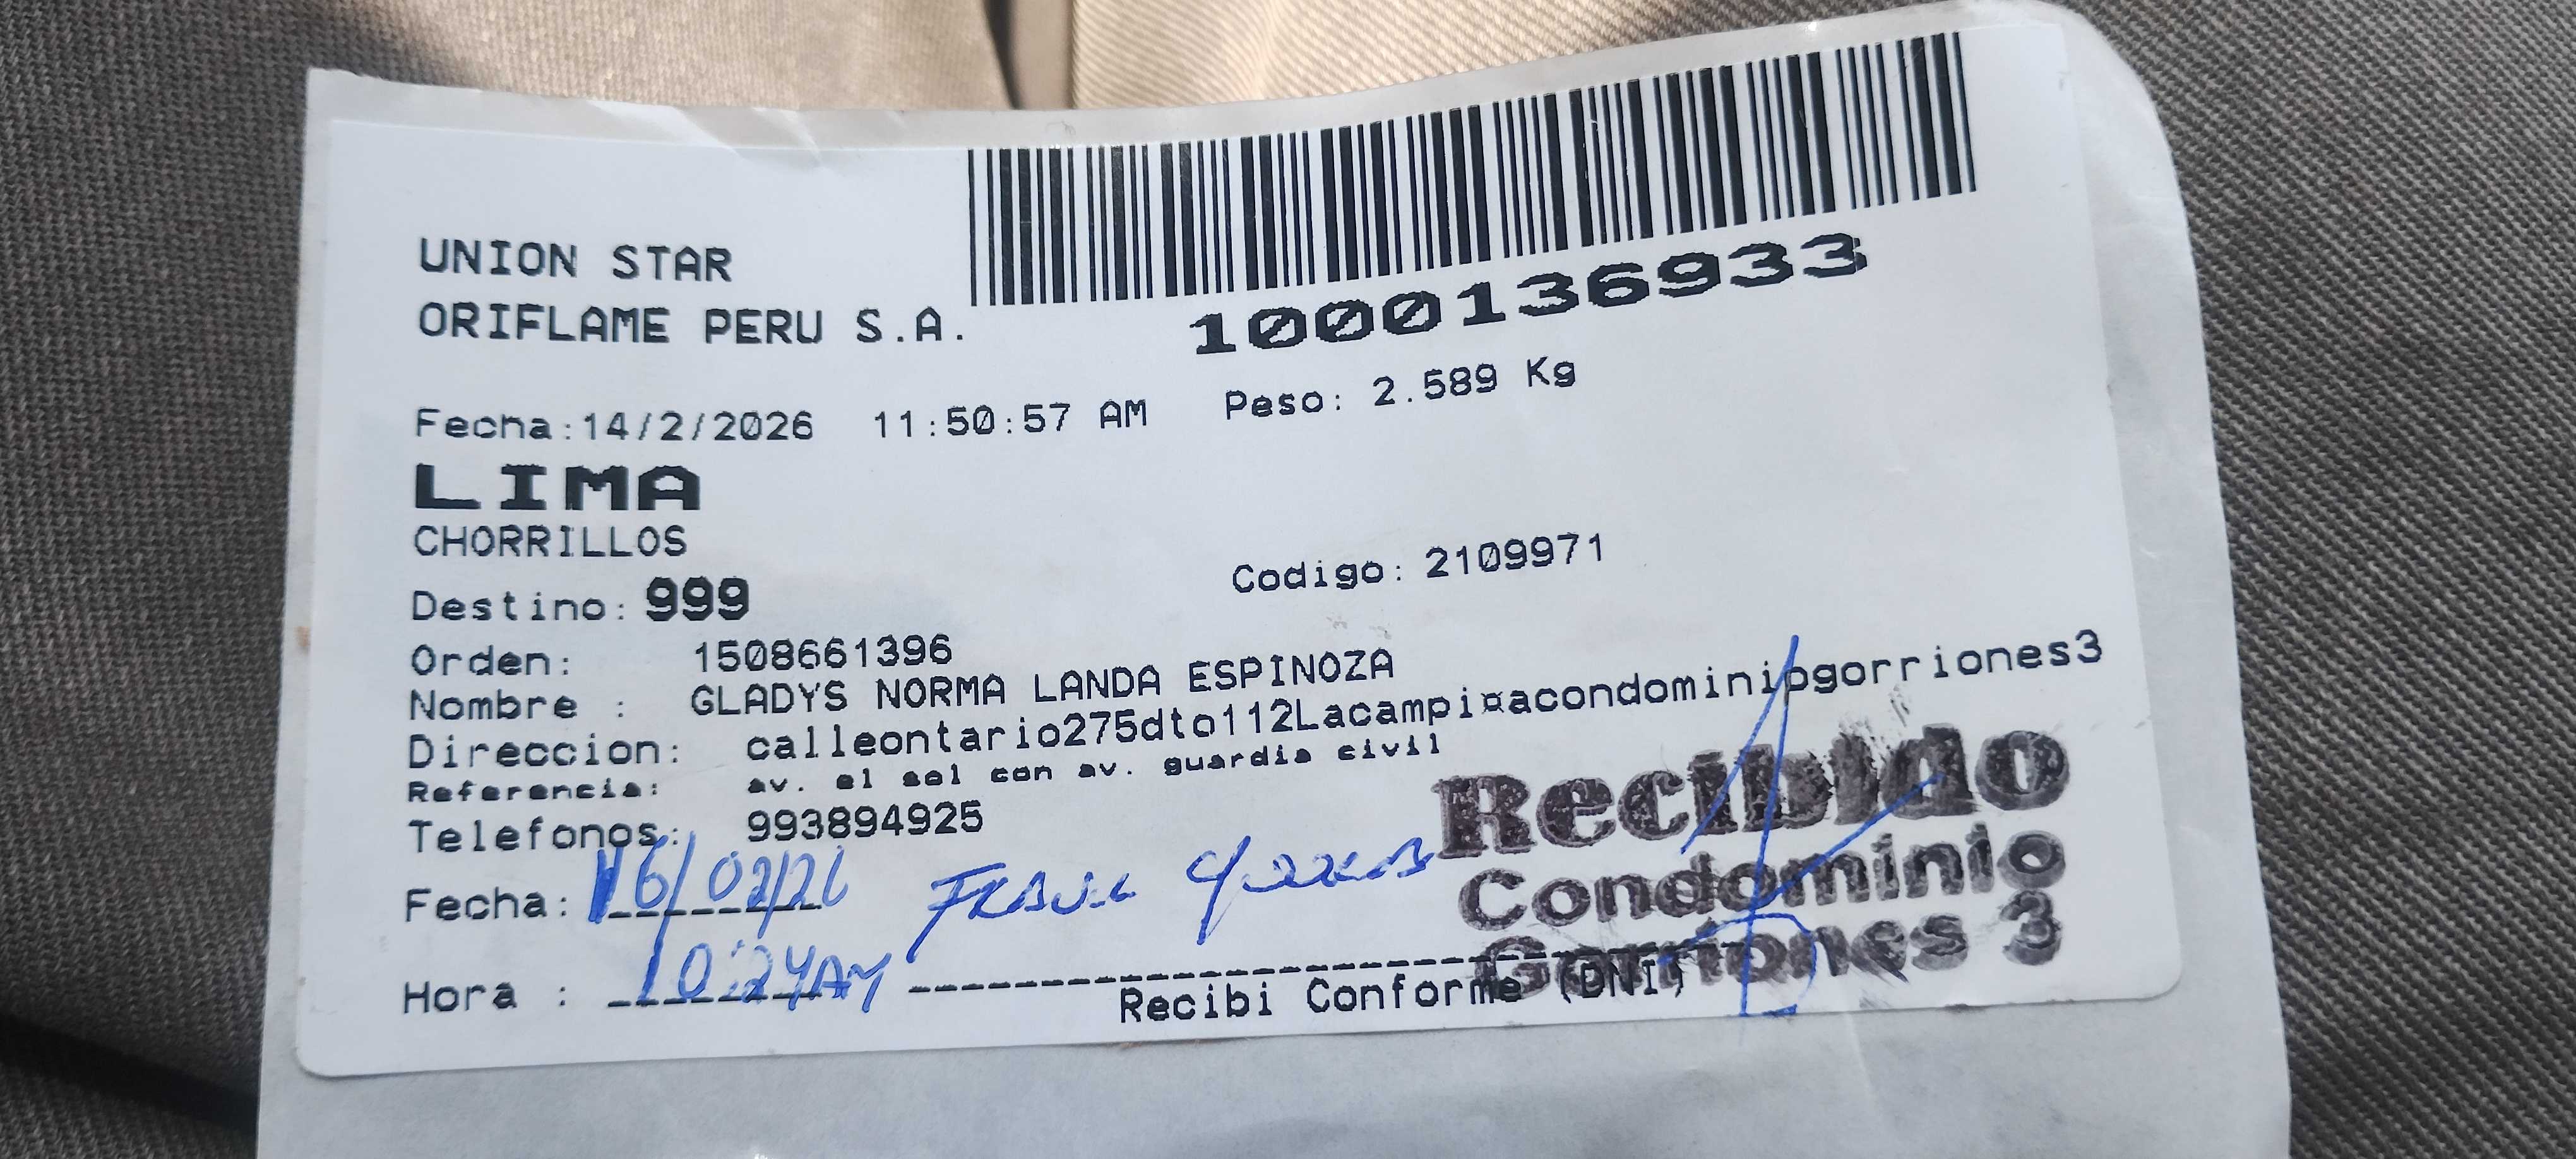 UNION STAR
ORIFLAME PERU S.A.
1000136933
Fecha:14/2/2026 11:50:57 AM Peso: 2.589 Kg
LIMA
CHORRILLOS
Codigo: 2109971
Destino: 999
Orden: 1508661396
Nombre : GLADYS NORMA LANDA ESPINOZA
Direccion: calleontario275dto112Lacampi¤acondominiogorriones3
Referencia: av. el sol con av. guardia civil
Telefonos: 993894925
Recibido
Condominio
Gorriones 3
Fecha: 16/02/26
Hora : 10:24AM
Recibi Conforme (DNI)